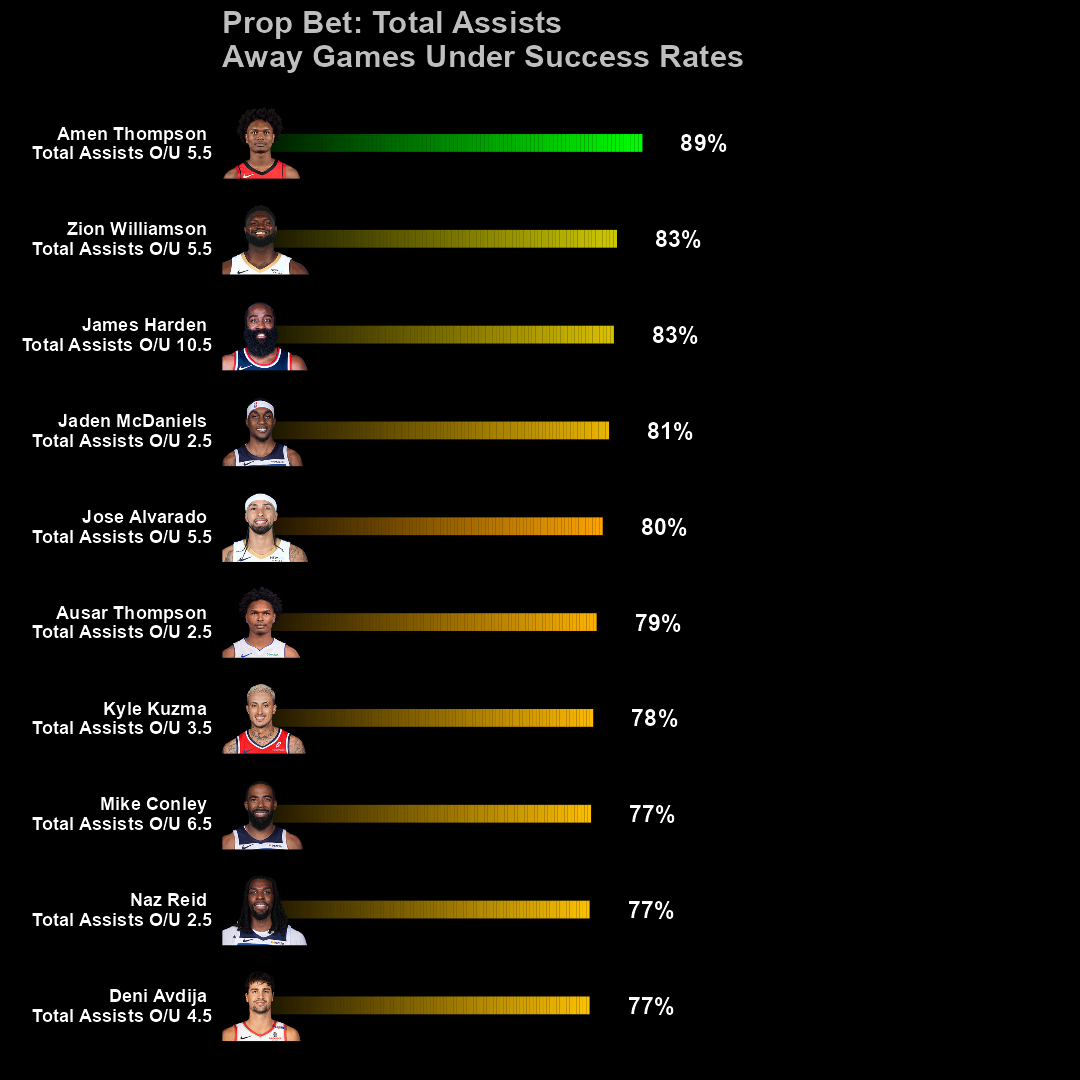 Prop Bet: Total Assists
Away Games Under Success Rates
Amen Thompson
Total Assists O/U 5.5
89%
Zion Williamson
Total Assists O/U 5.5
83%
James Harden
Total Assists O/U 10.5
83%
Jaden McDaniels
Total Assists O/U 2.5
81%
Jose Alvarado
Total Assists O/U 5.5
80%
Ausar Thompson
Total Assists O/U 2.5
79%
Kyle Kuzma
Total Assists O/U 3.5
78%
Mike Conley
Total Assists O/U 6.5
77%
Naz Reid
Total Assists O/U 2.5
77%
Deni Avdija
Total Assists O/U 4.5
77%